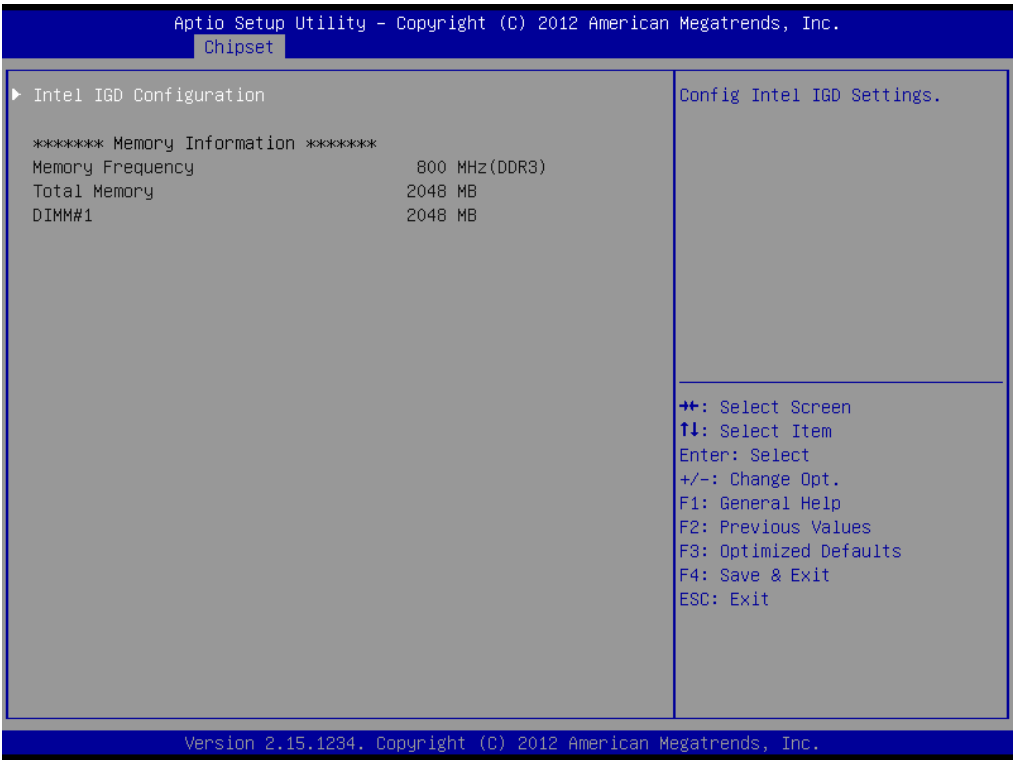 Aptio Setup Utility – Copyright (C) 2012 American Megatrends, Inc.
Chipset
▶ Intel IGD Configuration
******* Memory Information *******
Memory Frequency 800 MHz(DDR3)
Total Memory 2048 MB
DIMM#1 2048 MB
Config Intel IGD Settings.
→←: Select Screen
↑↓: Select Item
Enter: Select
+/-: Change Opt.
F1: General Help
F2: Previous Values
F3: Optimized Defaults
F4: Save & Exit
ESC: Exit
Version 2.15.1234. Copyright (C) 2012 American Megatrends, Inc.